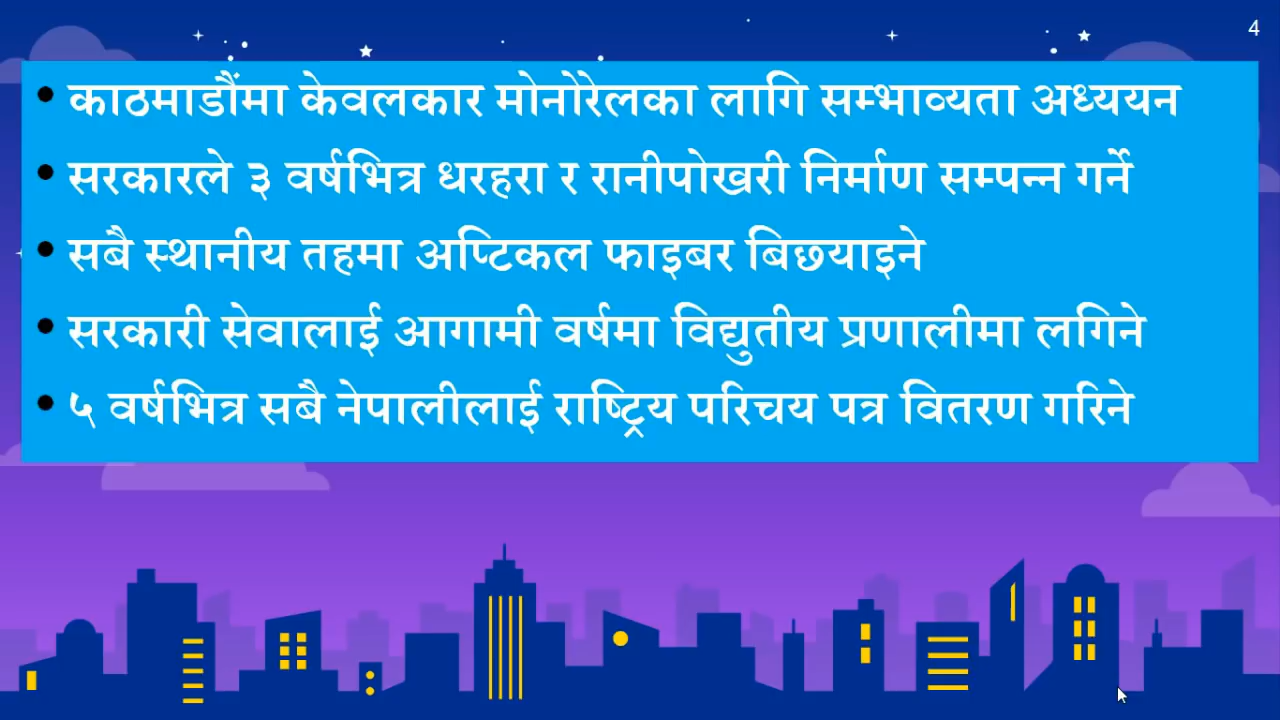 4
• काठमाडौंमा केवलकार मोनोरेलका लागि सम्भाव्यता अध्ययन
• सरकारले ३ वर्षभित्र धरहरा र रानीपोखरी निर्माण सम्पन्न गर्ने
• सबै स्थानीय तहमा अप्टिकल फाइबर बिछ्याइने
• सरकारी सेवालाई आगामी वर्षमा विद्युतीय प्रणालीमा लगिने
• ५ वर्षभित्र सबै नेपालीलाई राष्ट्रिय परिचय पत्र वितरण गरिने